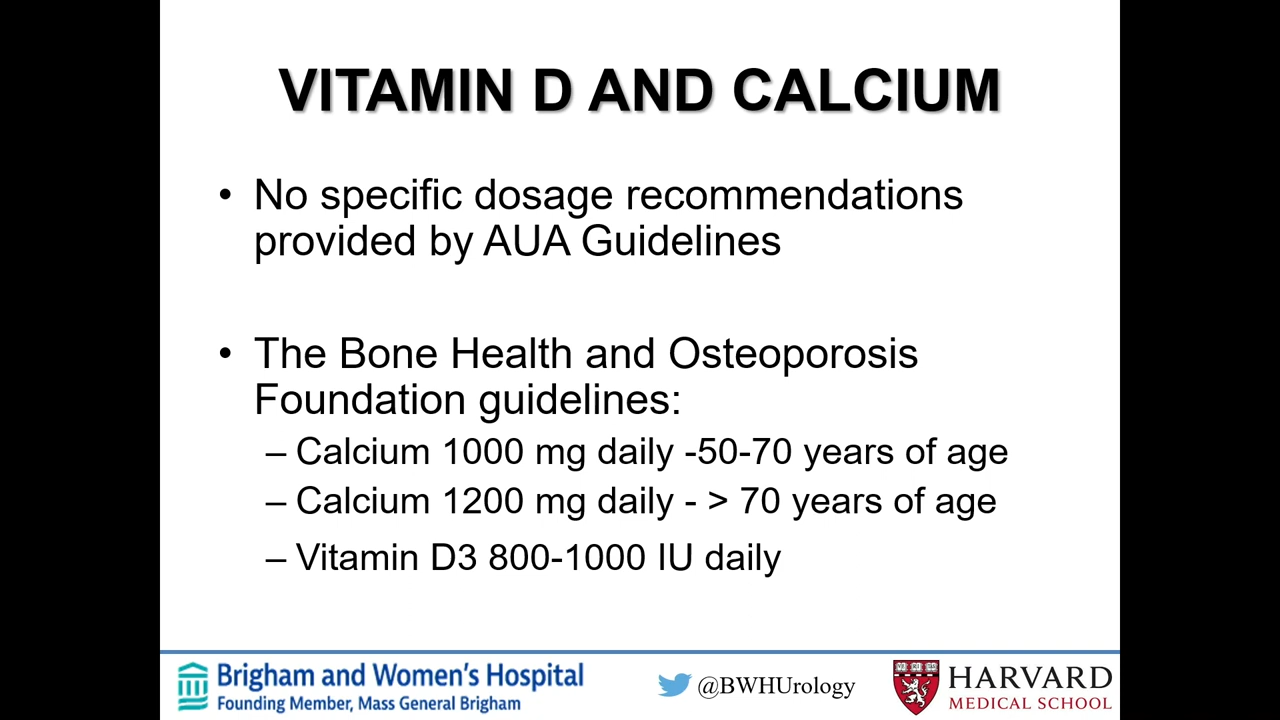 VITAMIN D AND CALCIUM
• No specific dosage recommendations
provided by AUA Guidelines
• The Bone Health and Osteoporosis
Foundation guidelines:
– Calcium 1000 mg daily -50-70 years of age
– Calcium 1200 mg daily - > 70 years of age
– Vitamin D3 800-1000 IU daily
Brigham and Women's Hospital
Founding Member, Mass General Brigham
@BWHUrology
HARVARD
MEDICAL SCHOOL